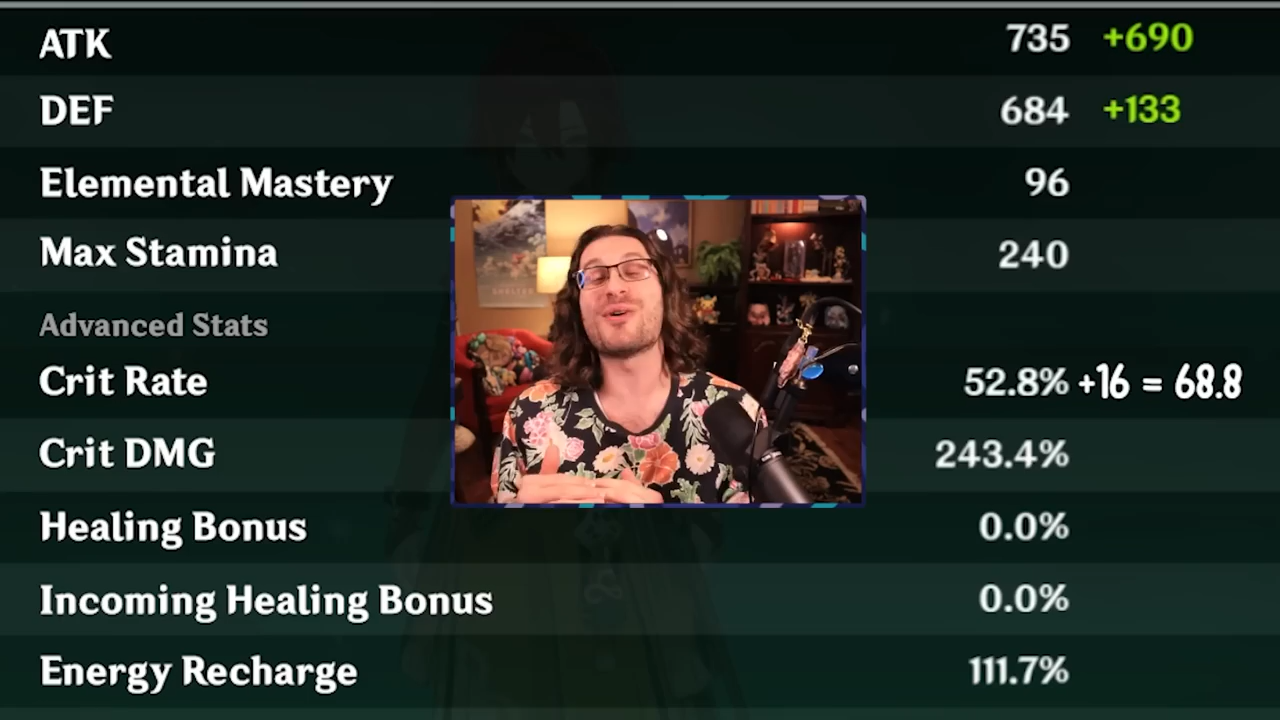 ATK 735 +690
DEF 684 +133
Elemental Mastery 96
Max Stamina 240
Advanced Stats
Crit Rate 52.8% +16 = 68.8
Crit DMG 243.4%
Healing Bonus 0.0%
Incoming Healing Bonus 0.0%
Energy Recharge 111.7%
SHELTER